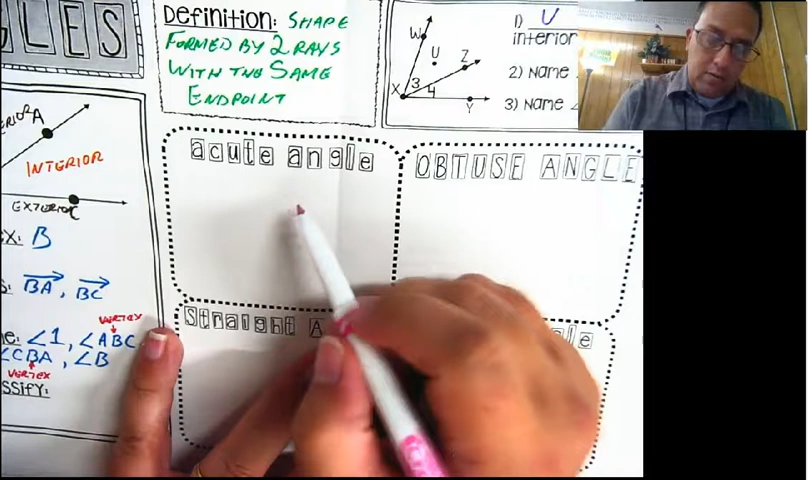 GLES
Definition: SHAPE
FORMED BY 2 RAYS
WITH THE SAME
ENDPOINT
W
U
Z
X
3
4
Y
1) U
interior
2) Name
3) Name
A
INTERIOR
EXTERIOR
C
X: B
BA, BC
VERTEX
∠1, ∠ABC
∠CBA, ∠B
VERTEX
ssify:
acute angle
OBTUSE ANGLE
Straight A
le